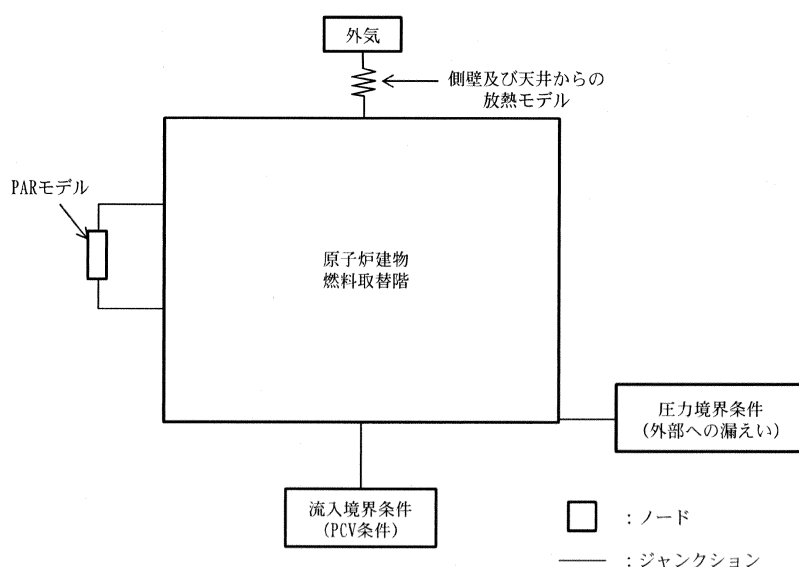 外気
側壁及び天井からの
放熱モデル
PARモデル
原子炉建物
燃料取替階
圧力境界条件
(外部への漏えい)
流入境界条件
(PCV条件)
：ノード
：ジャンクション